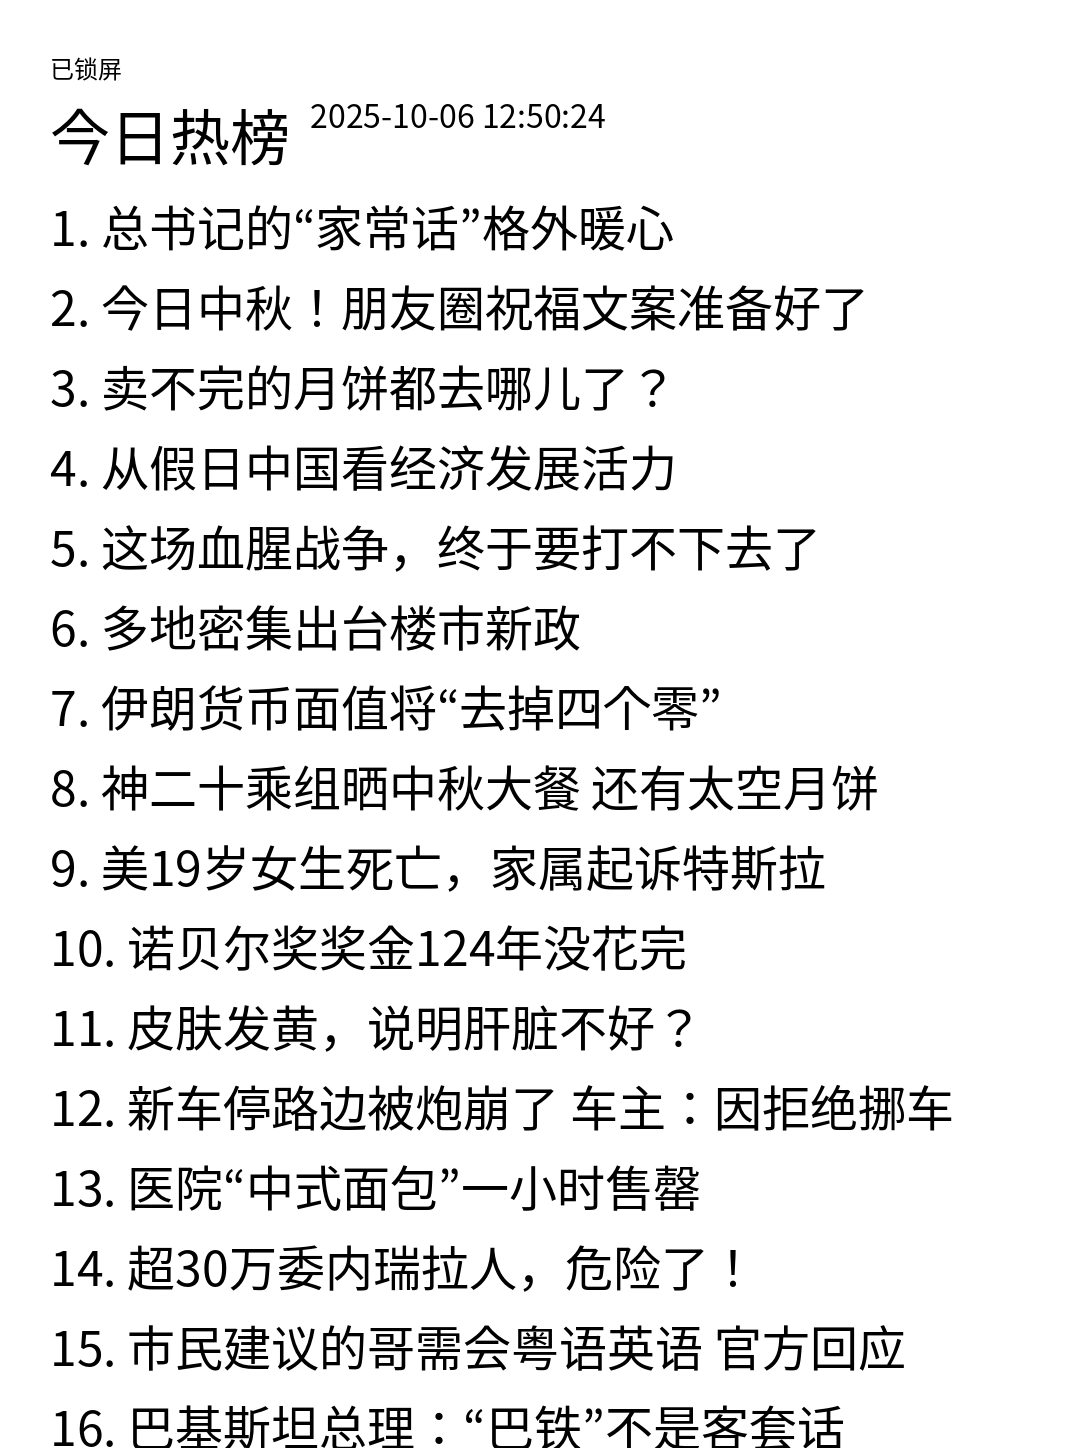 已锁屏
今日热榜 2025-10-06 12:50:24
1. 总书记的“家常话”格外暖心
2. 今日中秋！朋友圈祝福文案准备好了
3. 卖不完的月饼都去哪儿了？
4. 从假日中国看经济发展活力
5. 这场血腥战争，终于要打不下去了
6. 多地密集出台楼市新政
7. 伊朗货币面值将“去掉四个零”
8. 神二十乘组晒中秋大餐 还有太空月饼
9. 美19岁女生死亡，家属起诉特斯拉
10. 诺贝尔奖奖金124年没花完
11. 皮肤发黄，说明肝脏不好？
12. 新车停路边被炮崩了 车主：因拒绝挪车
13. 医院“中式面包”一小时售罄
14. 超30万委内瑞拉人，危险了！
15. 市民建议的哥需会粤语英语 官方回应
16. 巴基斯坦总理：“巴铁”不是客套话